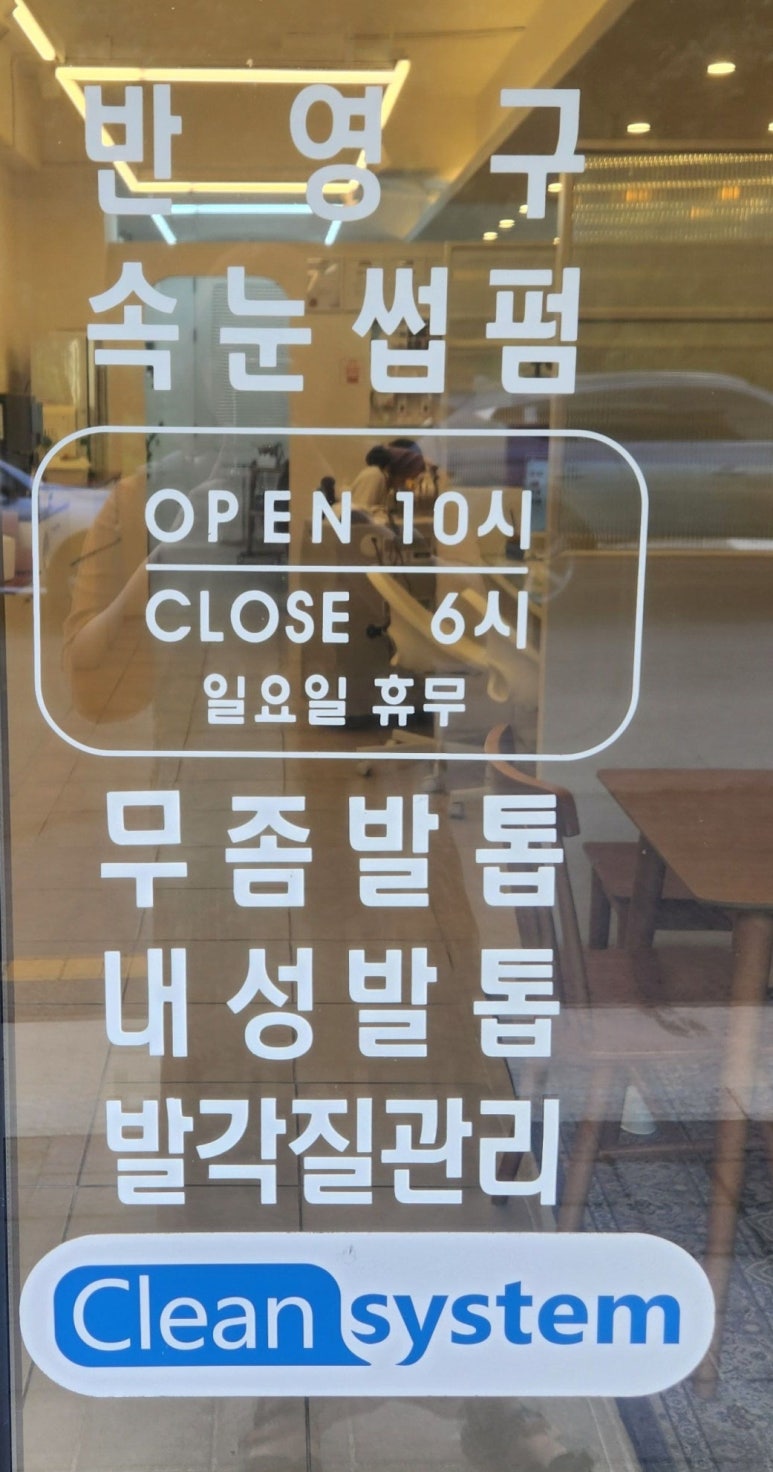 반영구
속눈썹펌
OPEN 10시
CLOSE 6시
일요일 휴무
무좀발톱
내성발톱
발각질관리
Clean system